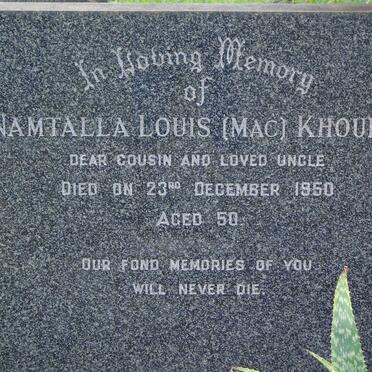 In Loving Memory
of
NAMTALLA LOUIS (MAC) KHOUR
DEAR COUSIN AND LOVED UNCLE
DIED ON 23RD DECEMBER 1950
AGED 50.
OUR FOND MEMORIES OF YOU
WILL NEVER DIE.